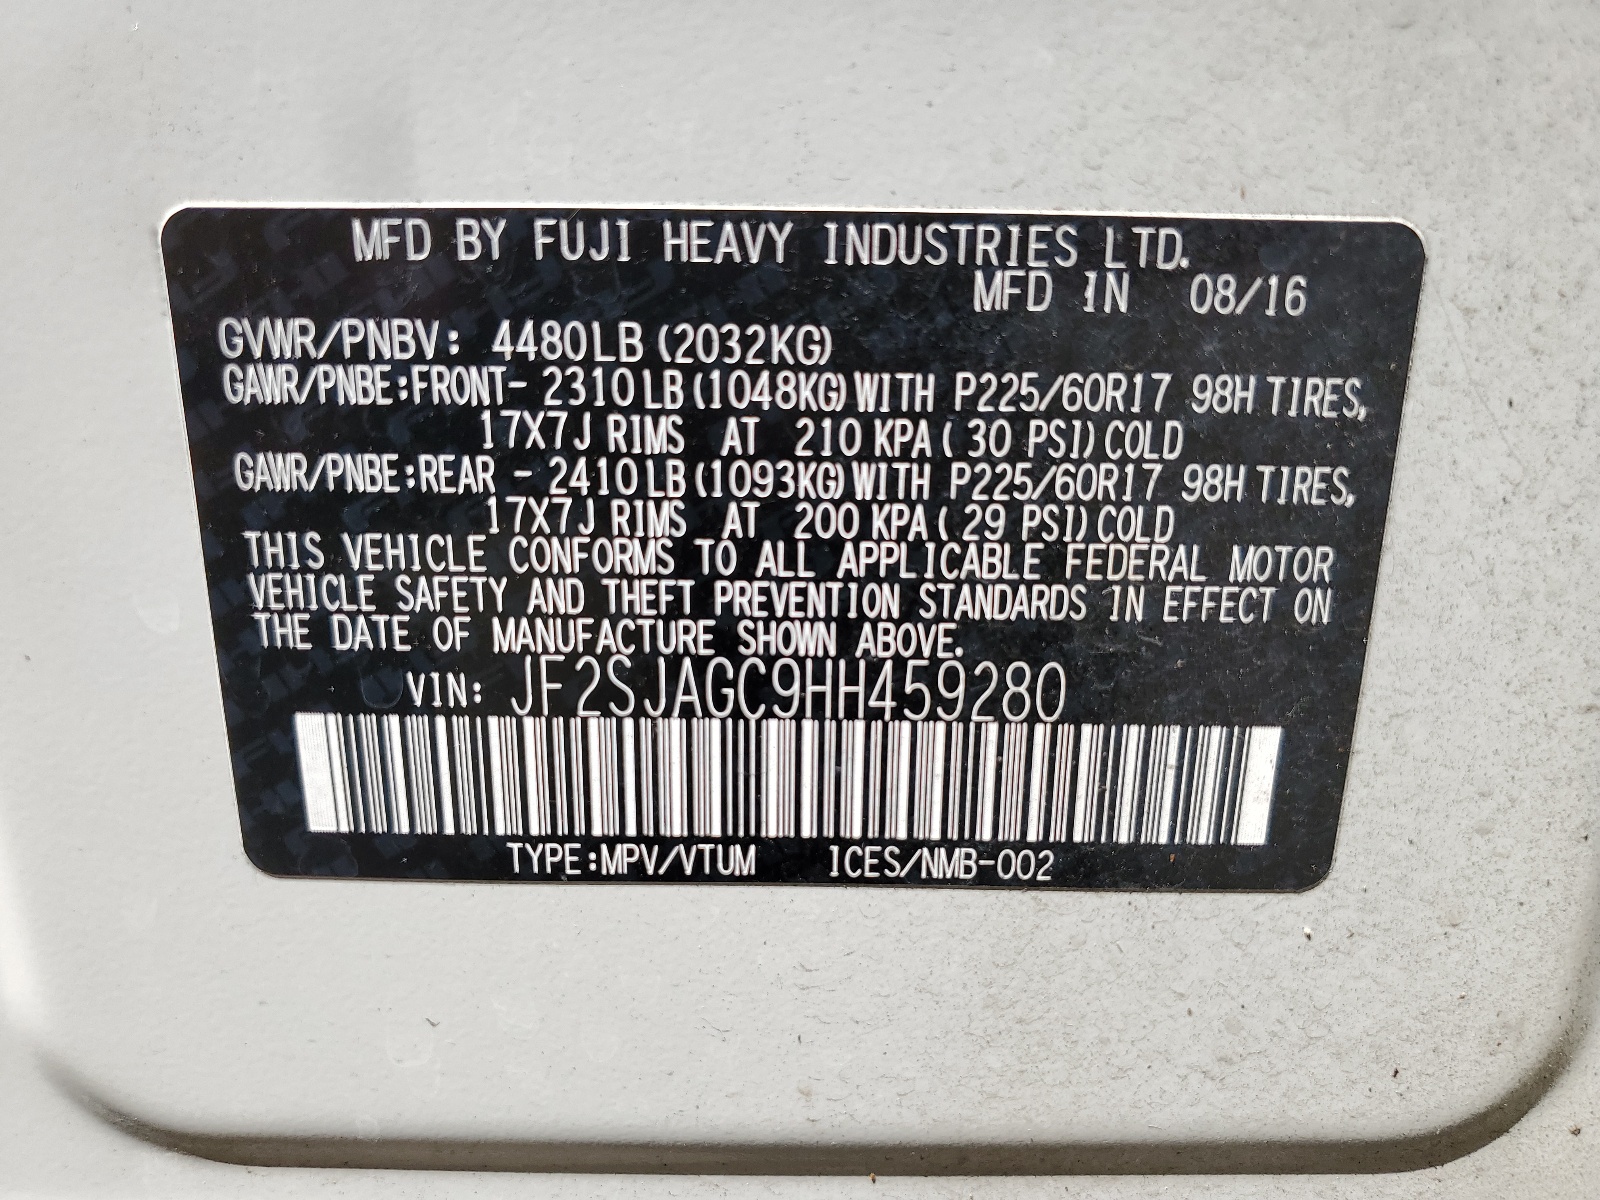 MFD BY FUJI HEAVY INDUSTRIES LTD.
MFD IN 08/16
GVWR/PNBV: 4480LB (2032KG)
GAWR/PNBE:FRONT- 2310LB (1048KG) WITH P225/60R17 98H TIRES,
17X7J RIMS AT 210 KPA( 30 PSI) COLD
GAWR/PNBE:REAR - 2410LB (1093KG) WITH P225/60R17 98H TIRES,
17X7J RIMS AT 200 KPA( 29 PSI) COLD
THIS VEHICLE CONFORMS TO ALL APPLICABLE FEDERAL MOTOR
VEHICLE SAFETY AND THEFT PREVENTION STANDARDS IN EFFECT ON
THE DATE OF MANUFACTURE SHOWN ABOVE.
VIN: JF2SJAGC9HH459280
TYPE:MPV/VTUM ICES/NMB-002